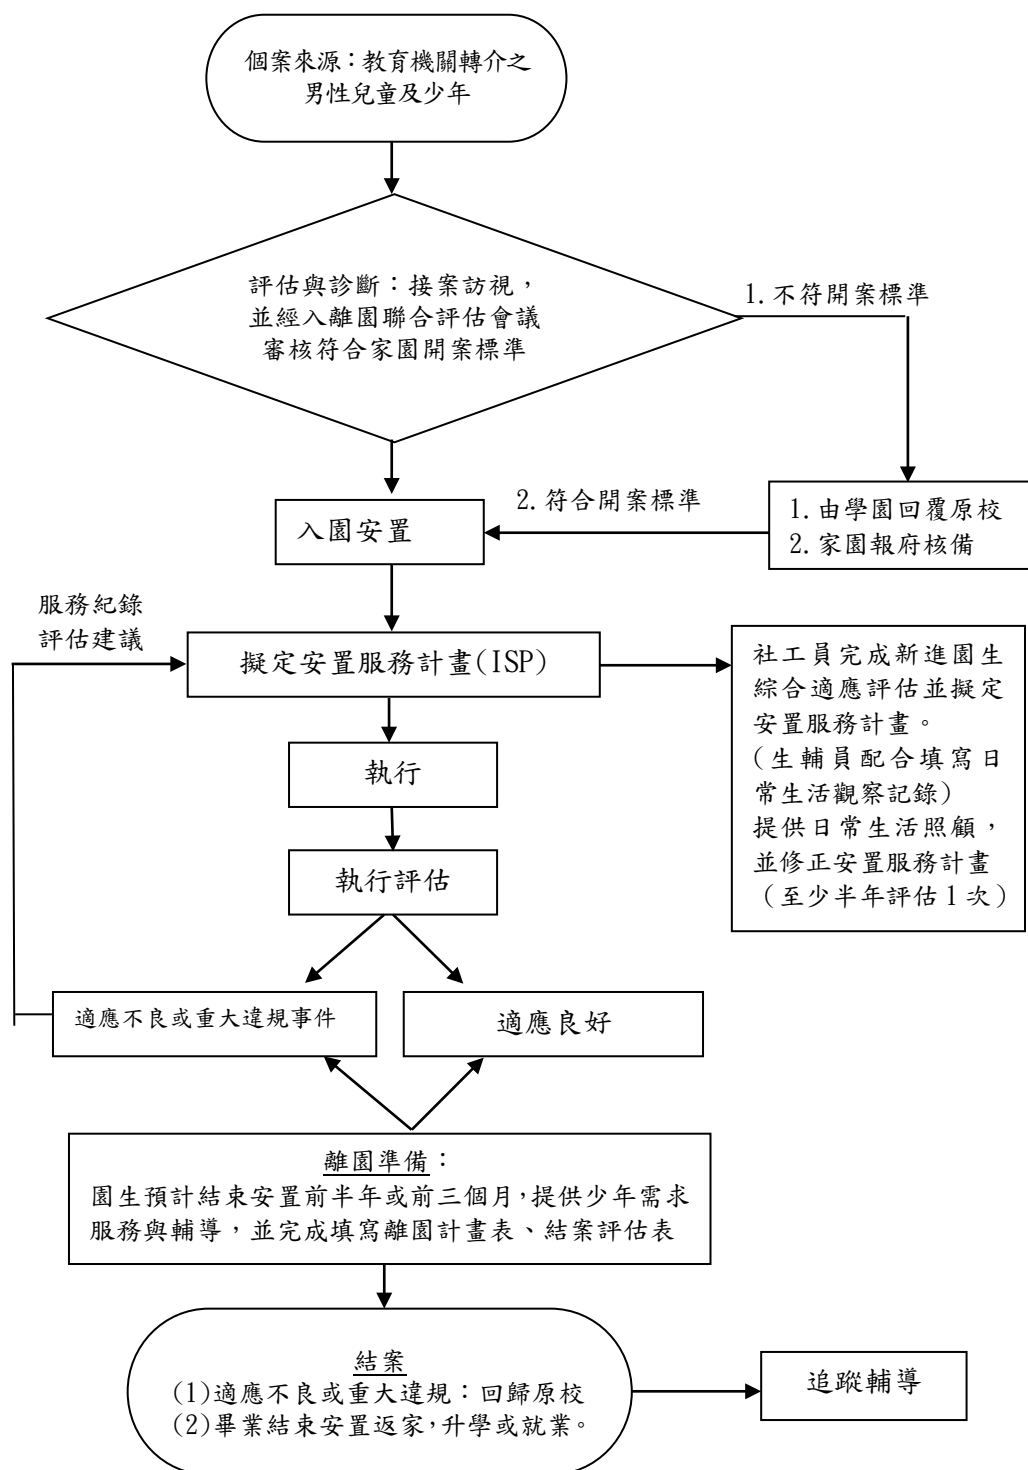 個案來源：教育機關轉介之
男性兒童及少年
評估與診斷：接案訪視，
並經入離園聯合評估會議
審核符合家園開案標準
1.不符開案標準
2.符合開案標準
入園安置
1.由學園回覆原校
2.家園報府核備
服務紀錄
評估建議
擬定安置服務計畫(ISP)
社工員完成新進園生
綜合適應評估並擬定
安置服務計畫。
(生輔員配合填寫日
常生活觀察記錄)
提供日常生活照顧，
並修正安置服務計畫
（至少半年評估1次）
執行
執行評估
適應不良或重大違規事件
適應良好
離園準備：
園生預計結束安置前半年或前三個月,提供少年需求
服務與輔導，並完成填寫離園計畫表、結案評估表
結案
(1)適應不良或重大違規：回歸原校
(2)畢業結束安置返家,升學或就業。
追蹤輔導